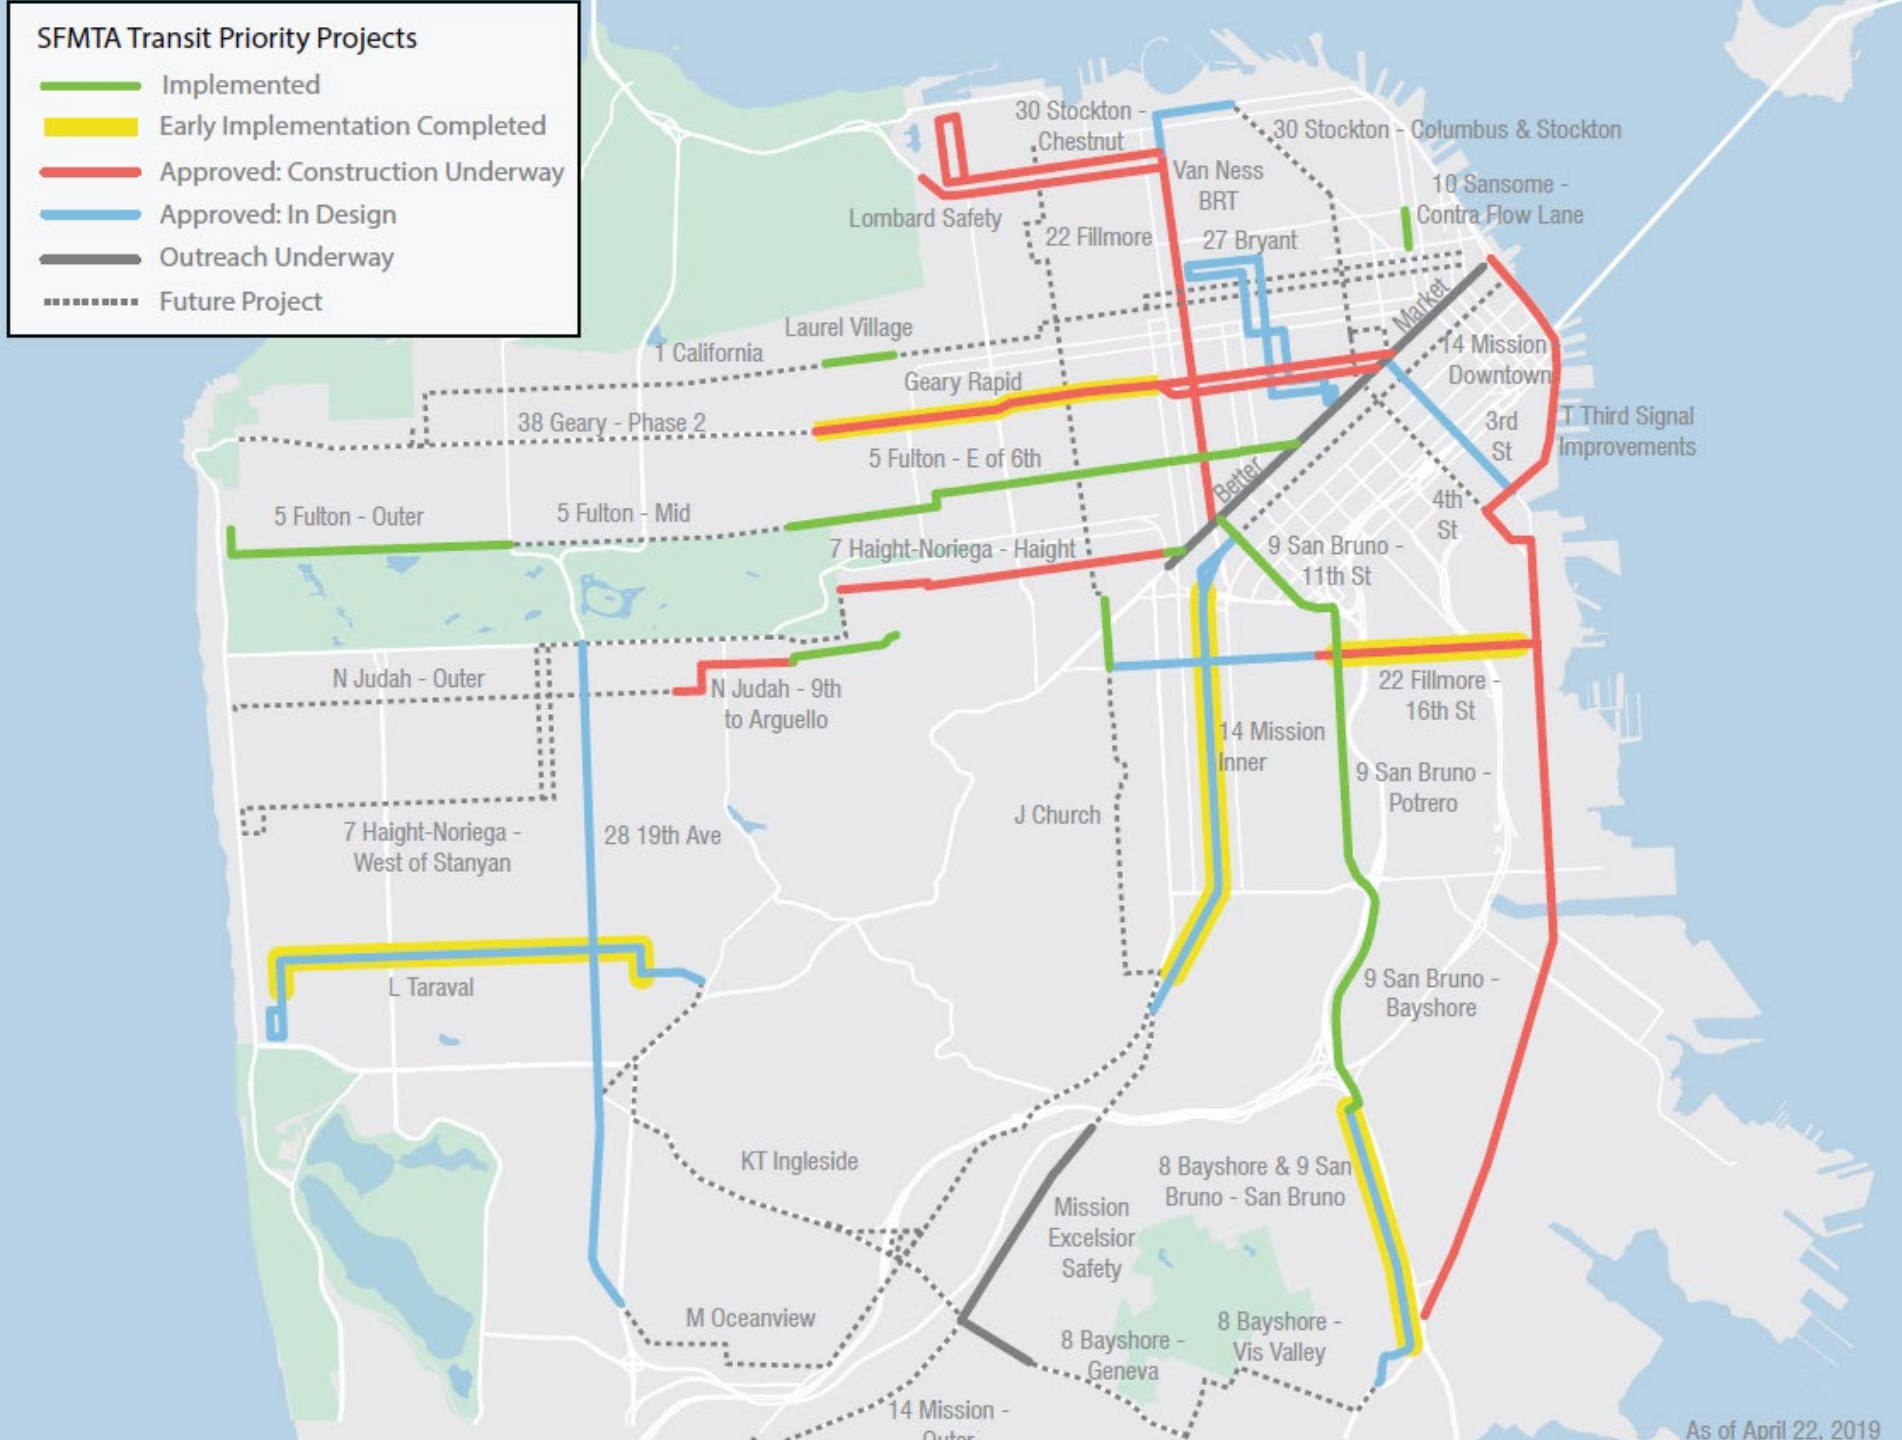 SFMTA Transit Priority Projects
Implemented
Early Implementation Completed
Approved: Construction Underway
Approved: In Design
Outreach Underway
Future Project
30 Stockton -
Chestnut
30 Stockton - Columbus & Stockton
Van Ness
BRT
10 Sansome -
Contra Flow Lane
Lombard Safety
22 Fillmore
27 Bryant
Laurel Village
1 California
Market
14 Mission
Downtown
Geary Rapid
38 Geary - Phase 2
3rd
St
T Third Signal
Improvements
5 Fulton - E of 6th
Better
4th
St
5 Fulton - Outer
5 Fulton - Mid
7 Haight-Noriega - Haight
9 San Bruno -
11th St
N Judah - Outer
N Judah - 9th
to Arguello
22 Fillmore -
16th St
14 Mission
Inner
9 San Bruno -
Potrero
J Church
7 Haight-Noriega -
West of Stanyan
28 19th Ave
L Taraval
9 San Bruno -
Bayshore
KT Ingleside
8 Bayshore & 9 San
Bruno - San Bruno
Mission
Excelsior
Safety
M Oceanview
8 Bayshore -
Geneva
8 Bayshore -
Vis Valley
14 Mission -
Outer
As of April 22, 2019